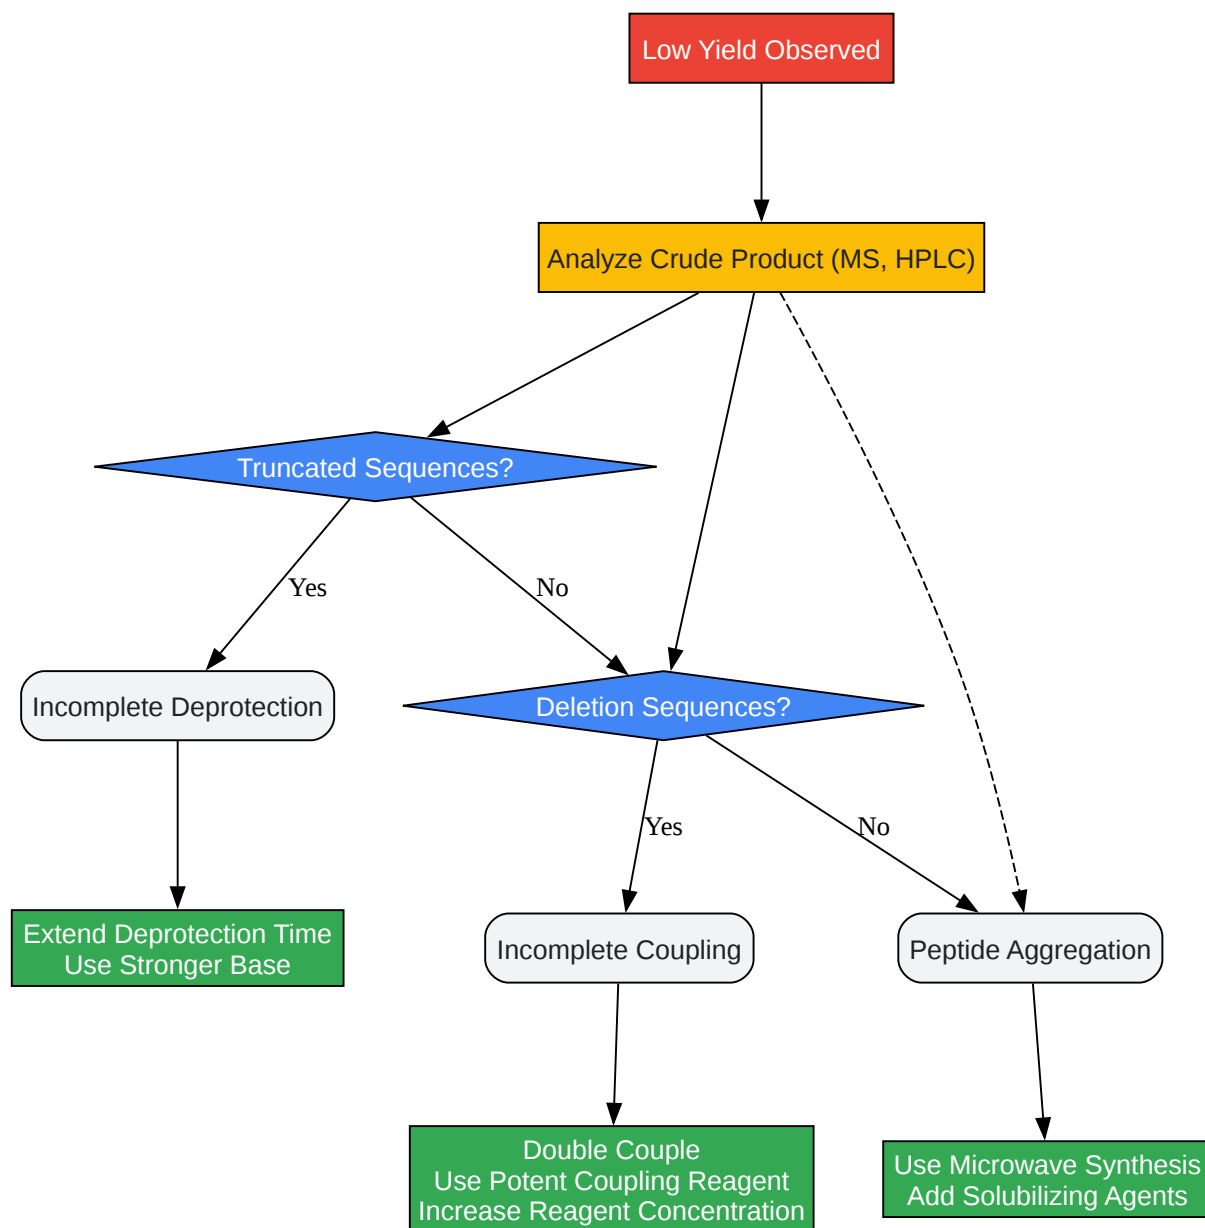 Low Yield Observed
Analyze Crude Product (MS, HPLC)
Truncated Sequences?
Yes
No
Incomplete Deprotection
Deletion Sequences?
Yes
No
Extend Deprotection Time
Use Stronger Base
Incomplete Coupling
Peptide Aggregation
Double Couple
Use Potent Coupling Reagent
Increase Reagent Concentration
Use Microwave Synthesis
Add Solubilizing Agents